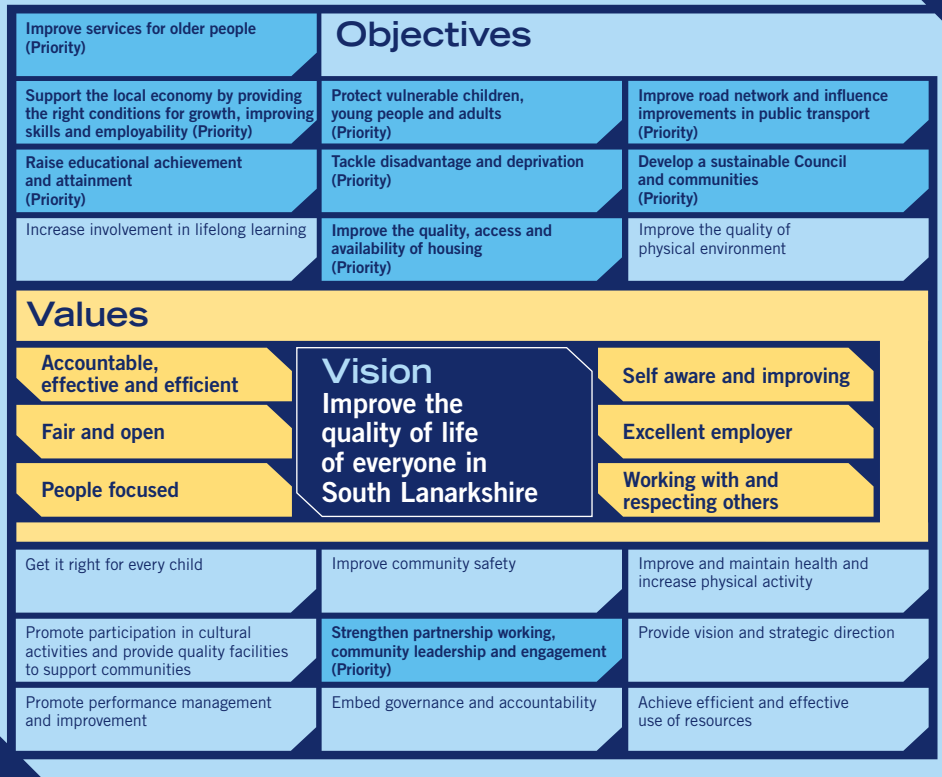 Improve services for older people
(Priority)
Objectives
Support the local economy by providing
the right conditions for growth, improving
skills and employability (Priority)
Protect vulnerable children,
young people and adults
(Priority)
Improve road network and influence
improvements in public transport
(Priority)
Raise educational achievement
and attainment
(Priority)
Tackle disadvantage and deprivation
(Priority)
Develop a sustainable Council
and communities
(Priority)
Increase involvement in lifelong learning
Improve the quality, access and
availability of housing
(Priority)
Improve the quality of
physical environment
Values
Accountable,
effective and efficient
Fair and open
People focused
Vision
Improve the
quality of life
of everyone in
South Lanarkshire
Self aware and improving
Excellent employer
Working with and
respecting others
Get it right for every child
Improve community safety
Improve and maintain health and
increase physical activity
Promote participation in cultural
activities and provide quality facilities
to support communities
Strengthen partnership working,
community leadership and engagement
(Priority)
Provide vision and strategic direction
Promote performance management
and improvement
Embed governance and accountability
Achieve efficient and effective
use of resources